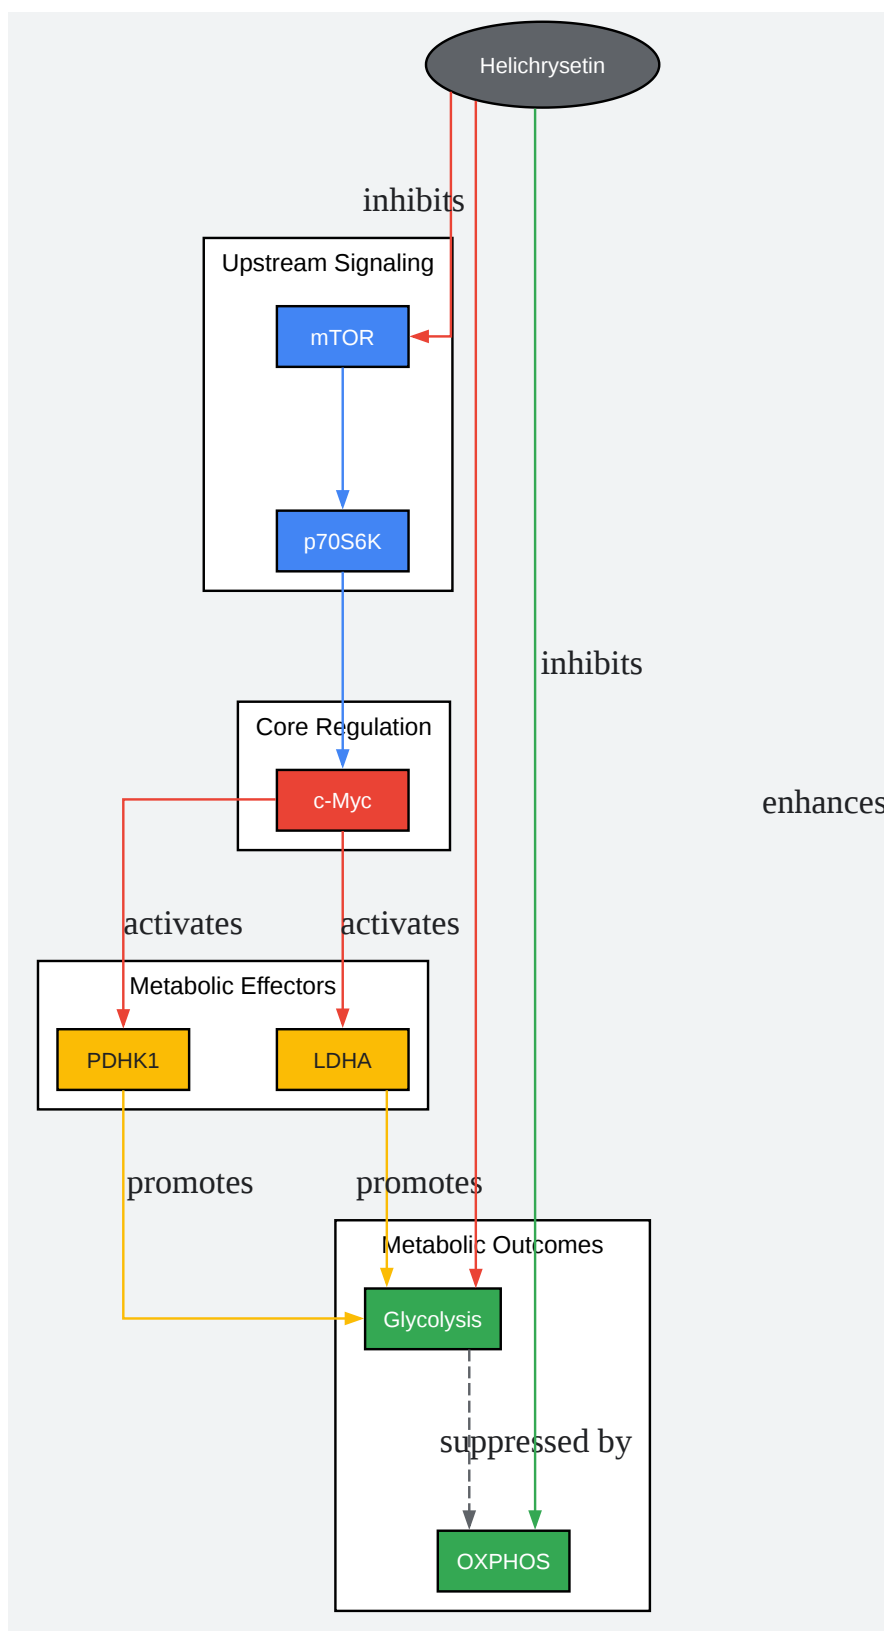 Helichrysetin
inhibits
Upstream Signaling
mTOR
p70S6K
inhibits
Core Regulation
c-Myc
enhances
activates
activates
Metabolic Effectors
PDHK1
LDHA
promotes
promotes
Metabolic Outcomes
Glycolysis
suppressed by
OXPHOS